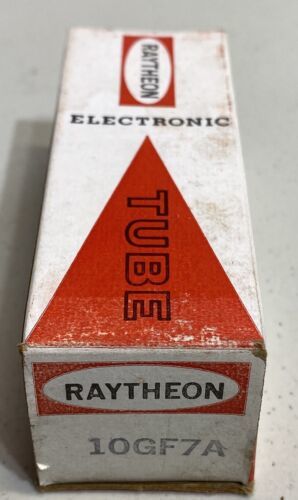 RAYTHEON
ELECTRONIC
TUBE
RAYTHEON
10GF7A